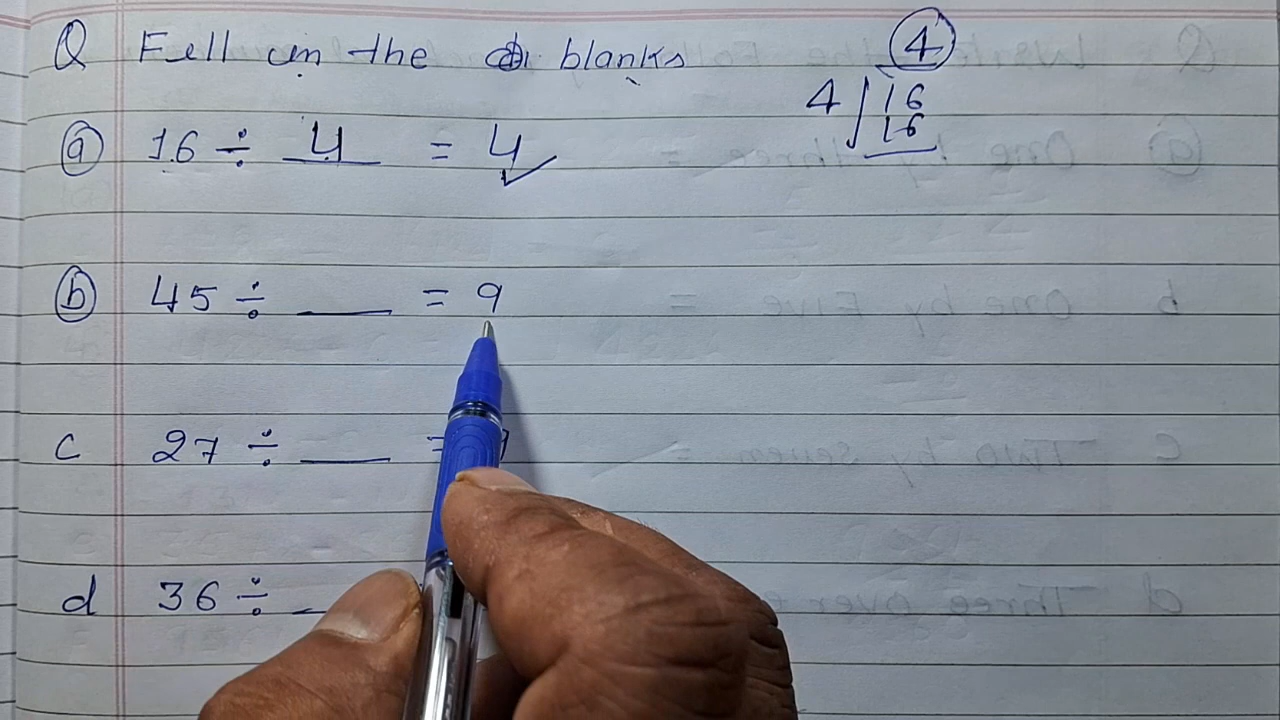 Q Fill in the blanks
4
4 16
16
a 16 ÷ 4 = 4 ✓
b 45 ÷ ___ = 9
c 27 ÷ ___ =
d 36 ÷ _